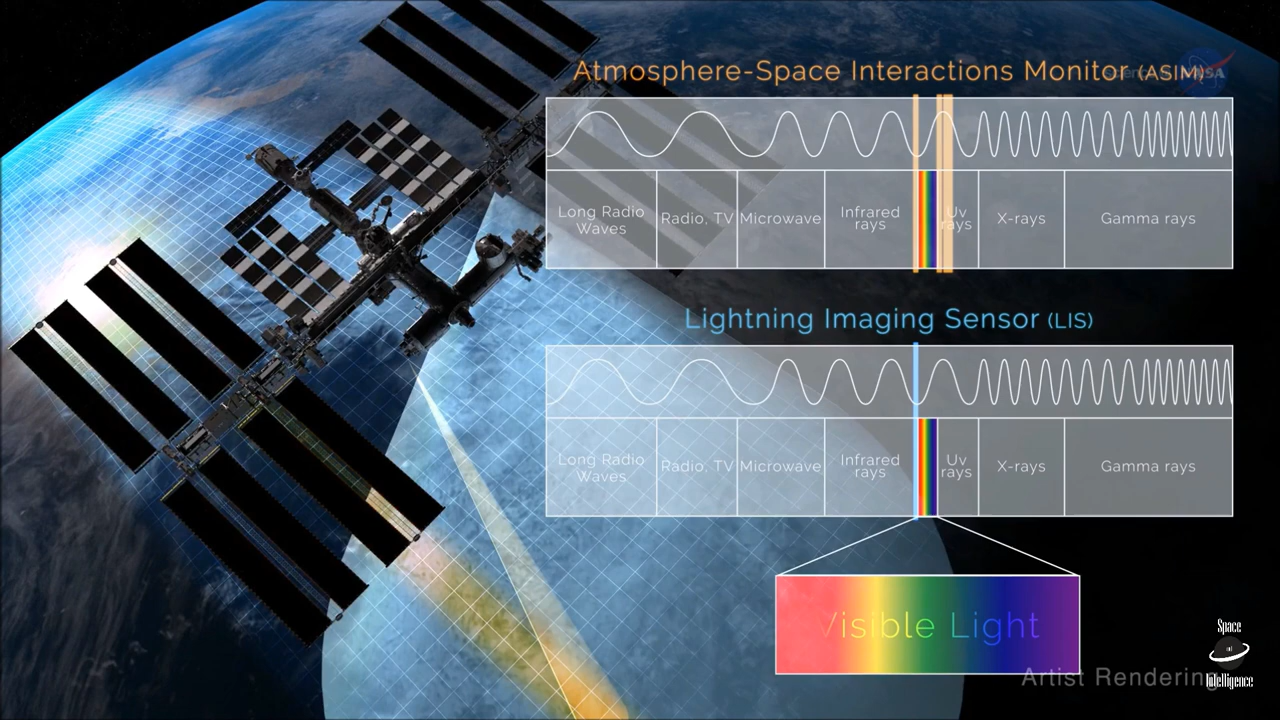 Atmosphere-Space Interactions Monitor (ASIM)
Long Radio
Waves
Radio, TV
Microwave
Infrared
rays
Uv
rays
X-rays
Gamma rays
Lightning Imaging Sensor (LIS)
Long Radio
Waves
Radio, TV
Microwave
Infrared
rays
Uv
rays
X-rays
Gamma rays
Visible Light
Artist Rendering
Space
Intelligence